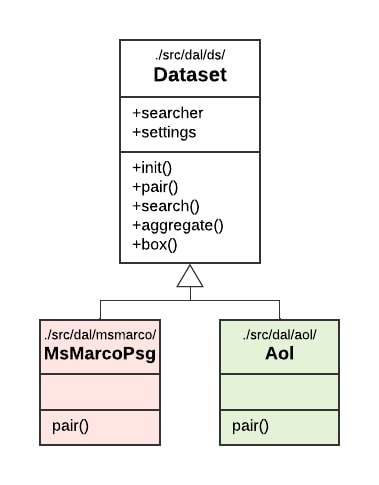 ./src/dal/ds/
Dataset
+searcher
+settings
+init()
+pair()
+search()
+aggregate()
+box()
./src/dal/msmarco/
MsMarcoPsg
pair()
./src/dal/aol/
Aol
pair()